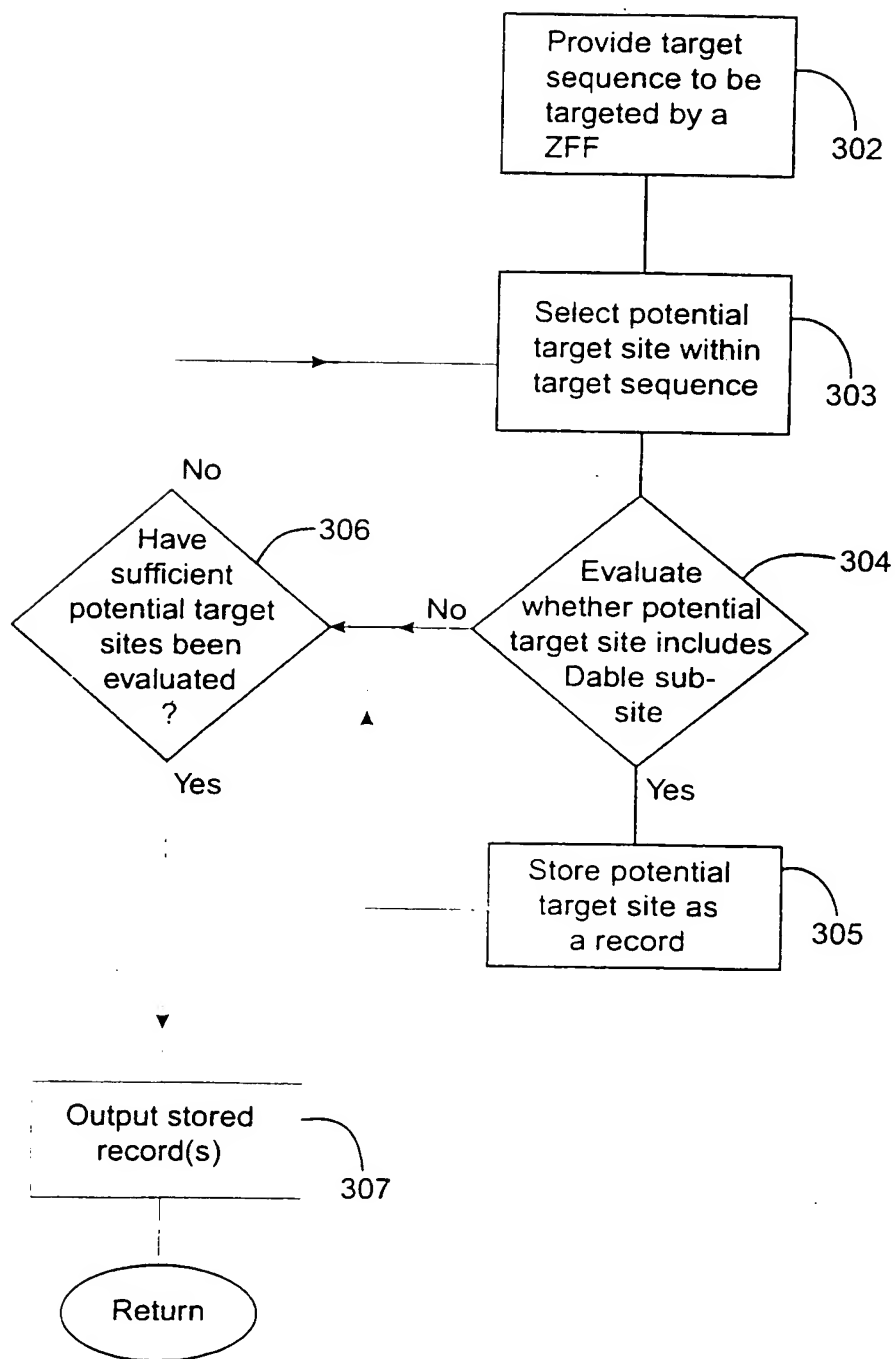 Provide target
sequence to be
targeted by a
ZFF
302
Select potential
target site within
target sequence
303
No
Have
sufficient
potential target
sites been
evaluated
?
306
Yes
No
Evaluate
whether potential
target site includes
Dable sub-
site
304
Yes
Store potential
target site as
a record
305
Output stored
record(s)
307
Return